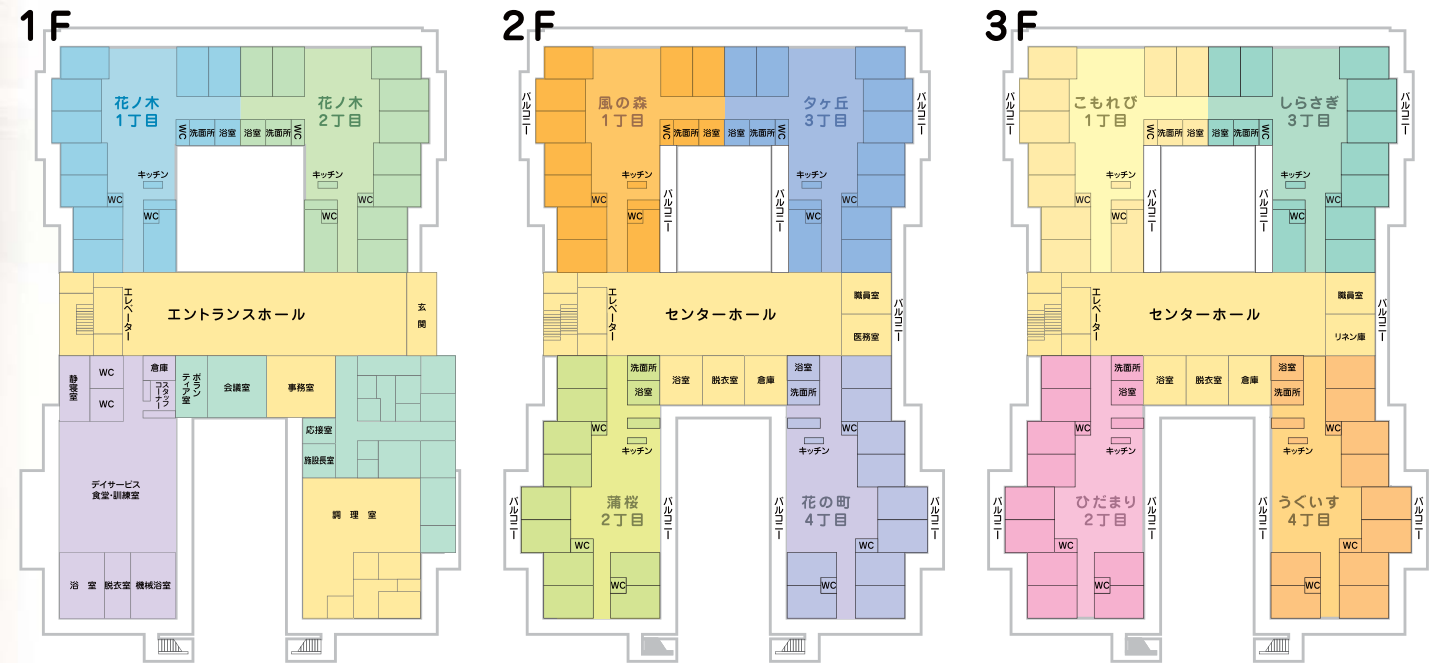 1F
花ノ木
1丁目
花ノ木
2丁目
WC
洗面所
浴室
浴室
洗面所
WC
キッチン
キッチン
WC
WC
WC
WC
エレベーター
エントランスホール
玄関
静寝室
WC
WC
倉庫
スタッフ
コーナー
ボラン
ティア室
会議室
事務室
応接室
施設長室
デイサービス
食堂・訓練室
調理室
浴室
脱衣室
機械浴室
2F
バルコニー
風の森
1丁目
夕ヶ丘
3丁目
バルコニー
WC
洗面所
浴室
浴室
洗面所
WC
キッチン
キッチン
WC
WC
バルコニー
バルコニー
WC
WC
エレベーター
センターホール
職員室
医務室
バルコニー
洗面所
浴室
浴室
脱衣室
倉庫
浴室
洗面所
WC
キッチン
キッチン
WC
バルコニー
蒲桜
2丁目
バルコニー
バルコニー
花の町
4丁目
バルコニー
WC
WC
WC
WC
3F
バルコニー
こもれび
1丁目
しらさぎ
3丁目
バルコニー
WC
洗面所
浴室
浴室
洗面所
WC
キッチン
キッチン
WC
WC
バルコニー
バルコニー
WC
WC
エレベーター
センターホール
職員室
リネン庫
バルコニー
洗面所
浴室
浴室
脱衣室
倉庫
浴室
洗面所
WC
キッチン
キッチン
WC
バルコニー
ひだまり
2丁目
バルコニー
バルコニー
うぐいす
4丁目
バルコニー
WC
WC
WC
WC